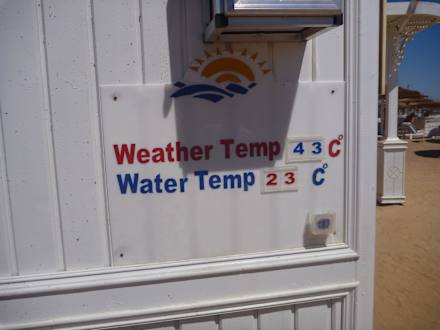 Weather Temp 43 C°
Water Temp 23 C°